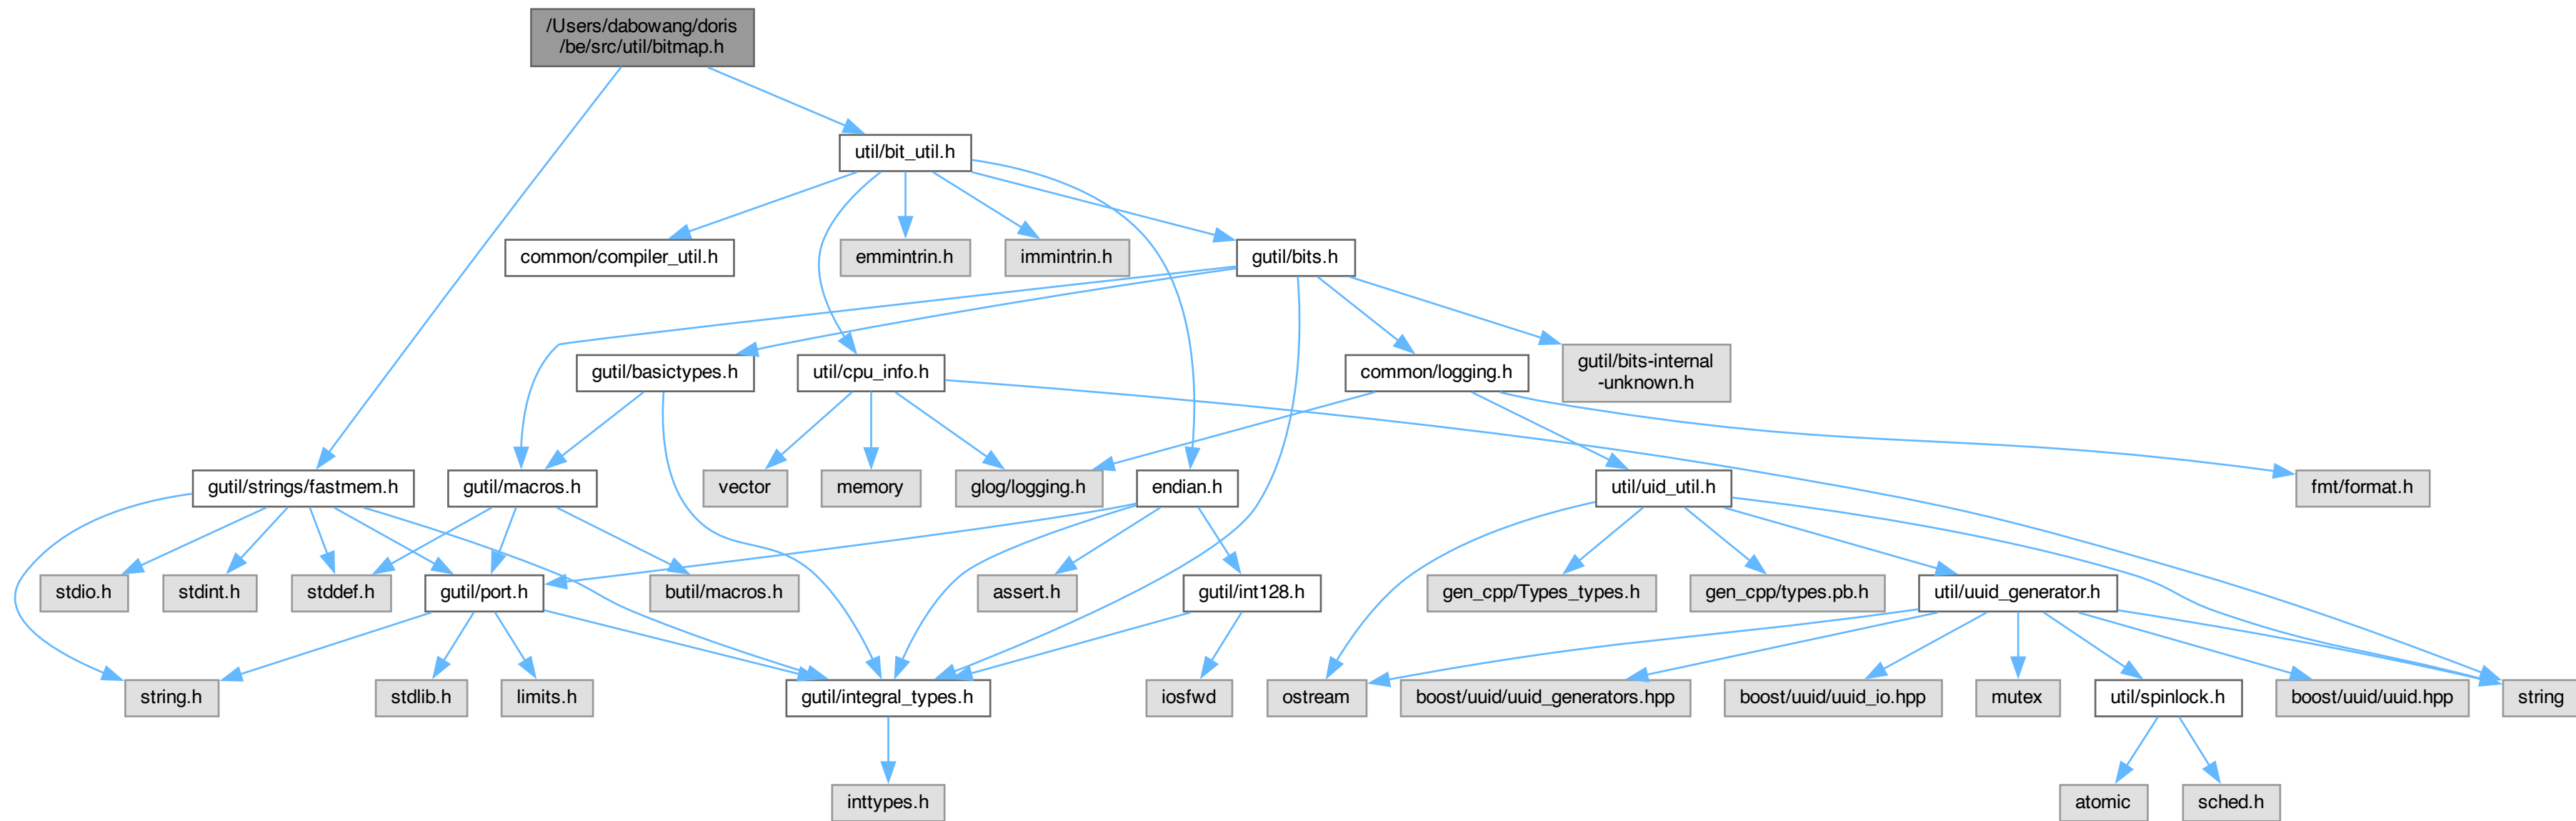 /Users/dabowang/doris
/be/src/util/bitmap.h
util/bit_util.h
common/compiler_util.h
emmintrin.h
immintrin.h
gutil/bits.h
gutil/basictypes.h
util/cpu_info.h
common/logging.h
gutil/bits-internal
-unknown.h
gutil/strings/fastmem.h
gutil/macros.h
vector
memory
glog/logging.h
endian.h
util/uid_util.h
fmt/format.h
stdio.h
stdint.h
stddef.h
gutil/port.h
butil/macros.h
assert.h
gutil/int128.h
gen_cpp/Types_types.h
gen_cpp/types.pb.h
util/uuid_generator.h
string.h
stdlib.h
limits.h
gutil/integral_types.h
iosfwd
ostream
boost/uuid/uuid_generators.hpp
boost/uuid/uuid_io.hpp
mutex
util/spinlock.h
boost/uuid/uuid.hpp
string
inttypes.h
atomic
sched.h